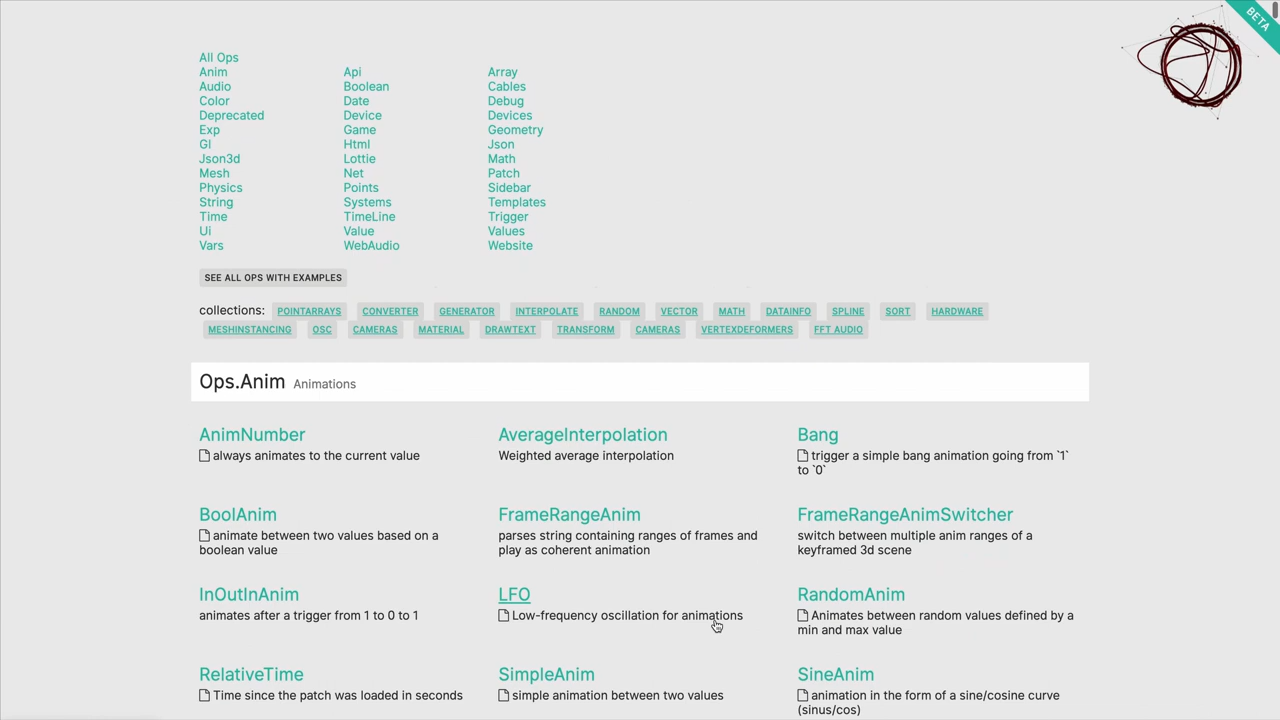 BETA
All Ops
Anim Api Array
Audio Boolean Cables
Color Date Debug
Deprecated Device Devices
Exp Game Geometry
Gl Html Json
Json3d Lottie Math
Mesh Net Patch
Physics Points Sidebar
String Systems Templates
Time TimeLine Trigger
Ui Value Values
Vars WebAudio Website
SEE ALL OPS WITH EXAMPLES
collections: POINTARRAYS CONVERTER GENERATOR INTERPOLATE RANDOM VECTOR MATH DATAINFO SPLINE SORT HARDWARE
MESHINSTANCING OSC CAMERAS MATERIAL DRAWTEXT TRANSFORM CAMERAS VERTEXDEFORMERS FFT AUDIO
Ops.Anim Animations
AnimNumber
always animates to the current value
AverageInterpolation
Weighted average interpolation
Bang
trigger a simple bang animation going from `1`
to `0`
BoolAnim
animate between two values based on a
boolean value
FrameRangeAnim
parses string containing ranges of frames and
play as coherent animation
FrameRangeAnimSwitcher
switch between multiple anim ranges of a
keyframed 3d scene
InOutInAnim
animates after a trigger from 1 to 0 to 1
LFO
Low-frequency oscillation for animations
RandomAnim
Animates between random values defined by a
min and max value
RelativeTime
Time since the patch was loaded in seconds
SimpleAnim
simple animation between two values
SineAnim
animation in the form of a sine/cosine curve
(sinus/cos)